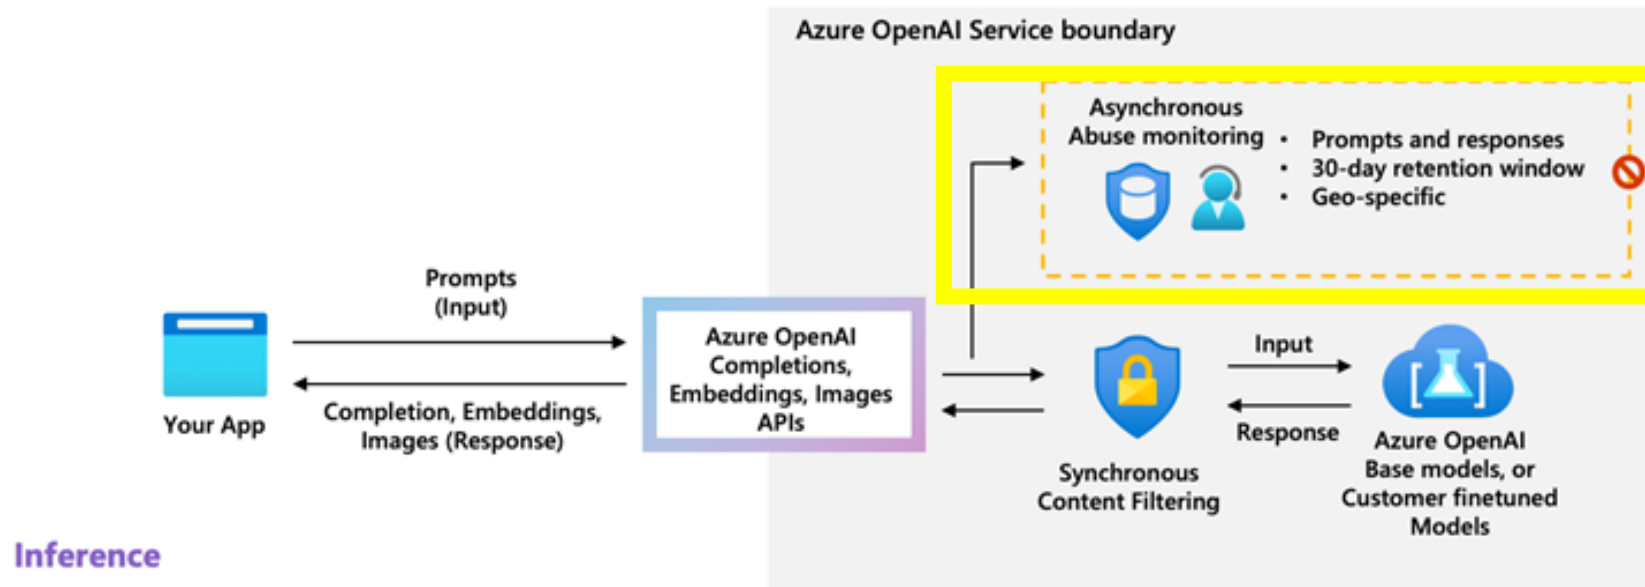 Azure OpenAI Service boundary
Asynchronous
Abuse monitoring
• Prompts and responses
• 30-day retention window
• Geo-specific
Prompts
(Input)
Your App
Completion, Embeddings,
Images (Response)
Azure OpenAI
Completions,
Embeddings, Images
APIs
Synchronous
Content Filtering
Input
Response
Azure OpenAI
Base models, or
Customer finetuned
Models
Inference